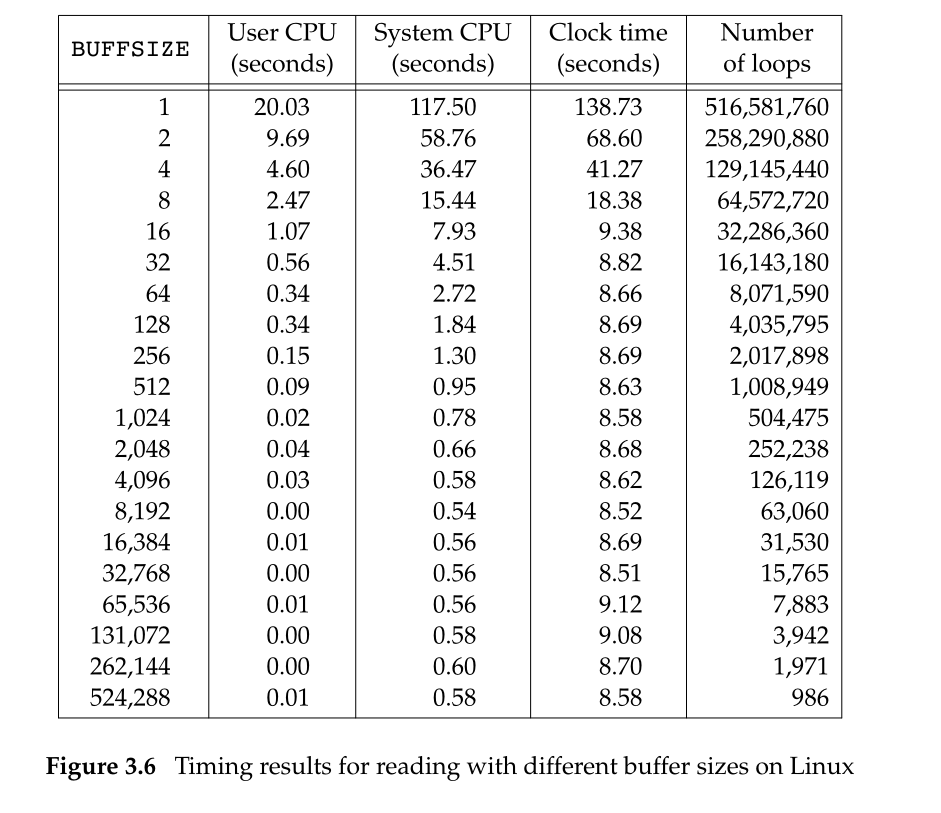 BUFFSIZE User CPU (seconds) System CPU (seconds) Clock time (seconds) Number of loops
1 20.03 117.50 138.73 516,581,760
2 9.69 58.76 68.60 258,290,880
4 4.60 36.47 41.27 129,145,440
8 2.47 15.44 18.38 64,572,720
16 1.07 7.93 9.38 32,286,360
32 0.56 4.51 8.82 16,143,180
64 0.34 2.72 8.66 8,071,590
128 0.34 1.84 8.69 4,035,795
256 0.15 1.30 8.69 2,017,898
512 0.09 0.95 8.63 1,008,949
1,024 0.02 0.78 8.58 504,475
2,048 0.04 0.66 8.68 252,238
4,096 0.03 0.58 8.62 126,119
8,192 0.00 0.54 8.52 63,060
16,384 0.01 0.56 8.69 31,530
32,768 0.00 0.56 8.51 15,765
65,536 0.01 0.56 9.12 7,883
131,072 0.00 0.58 9.08 3,942
262,144 0.00 0.60 8.70 1,971
524,288 0.01 0.58 8.58 986
Figure 3.6 Timing results for reading with different buffer sizes on Linux